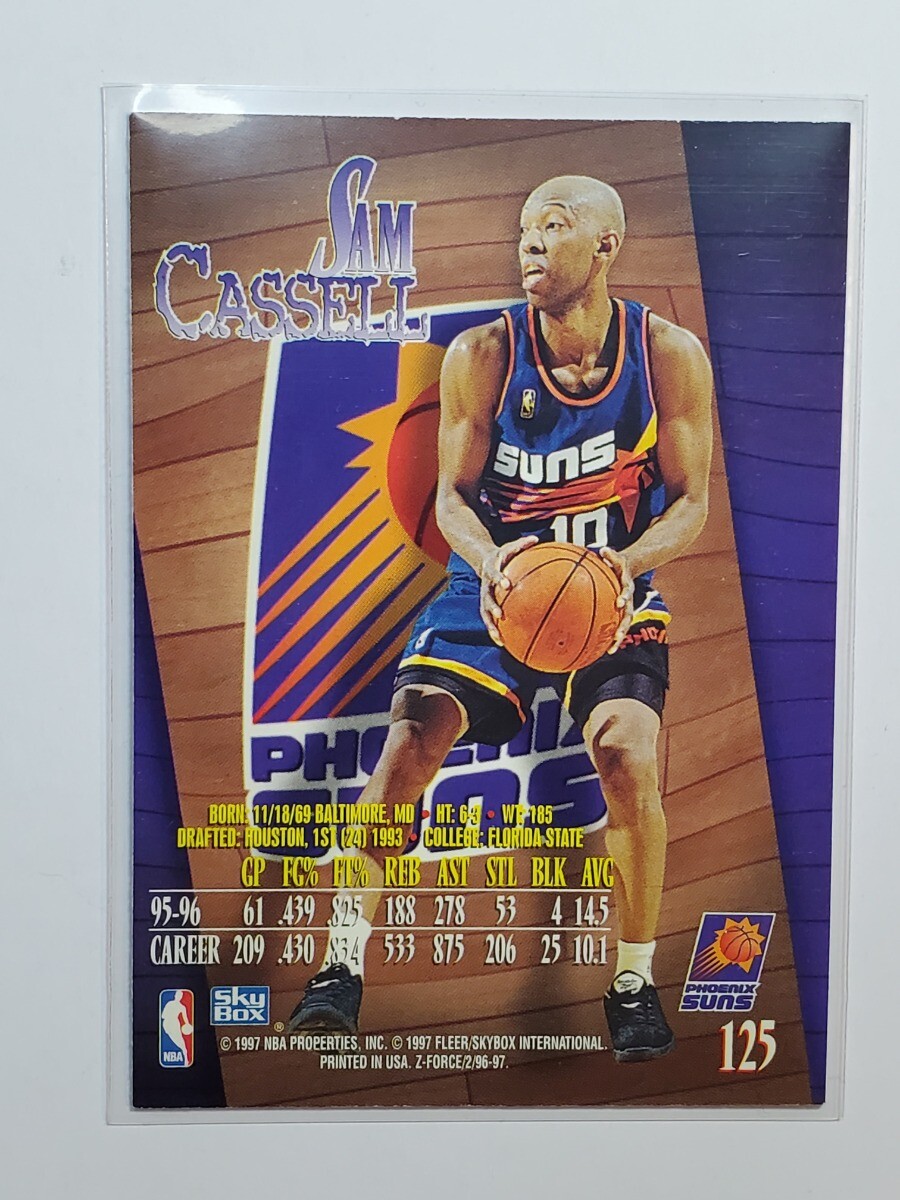 SAM
CASSELL
SUNS
10
PHOENIX
SUNS
BORN: 11/18/69 BALTIMORE, MD • HT: 6-3 • WT: 185
DRAFTED: HOUSTON, 1ST (24) 1993 • COLLEGE: FLORIDA STATE
GP FG% FT% REB AST STL BLK AVG
95-96 61 .439 .825 188 278 53 4 14.5
CAREER 209 .430 .834 533 875 206 25 10.1
NBA
SkyBox®
PHOENIX
SUNS
125
© 1997 NBA PROPERTIES, INC. © 1997 FLEER/SKYBOX INTERNATIONAL.
PRINTED IN USA. Z-FORCE/2/96-97.